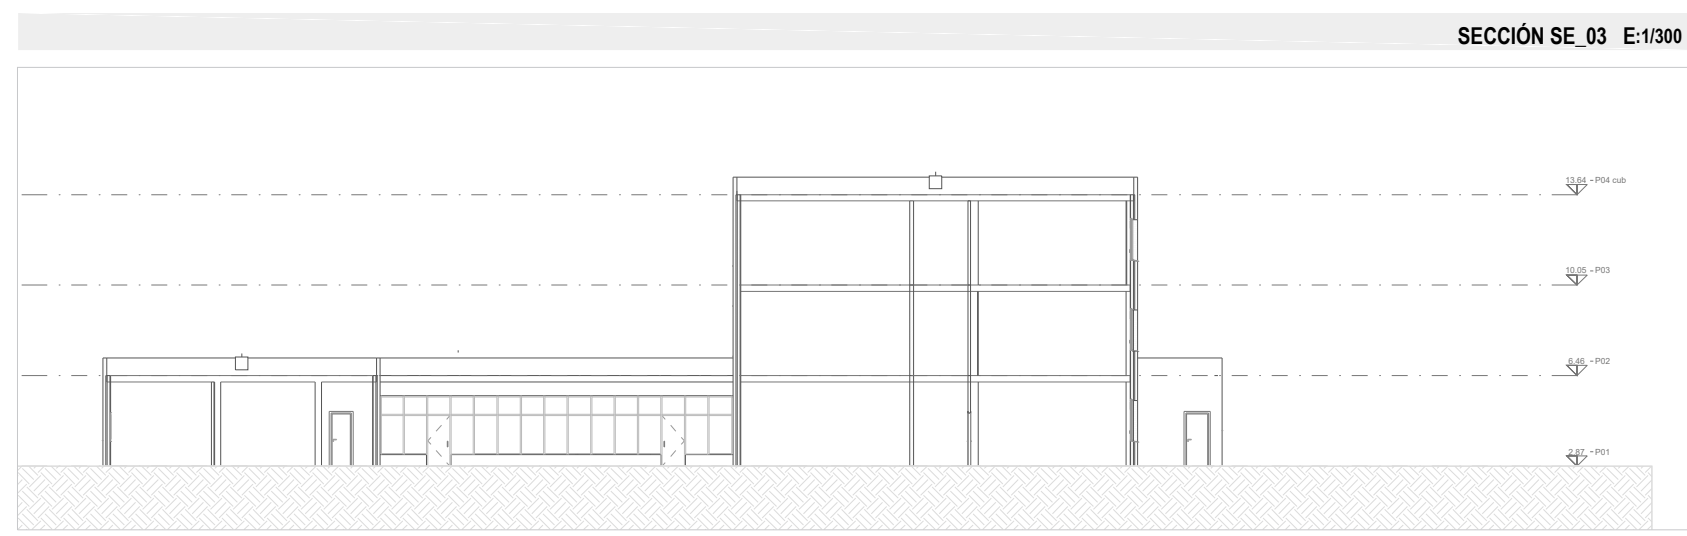 SECCIÓN SE_03 E:1/300
13.64 - P04 cub
10.05 - P03
6.46 - P02
2.87 - P01